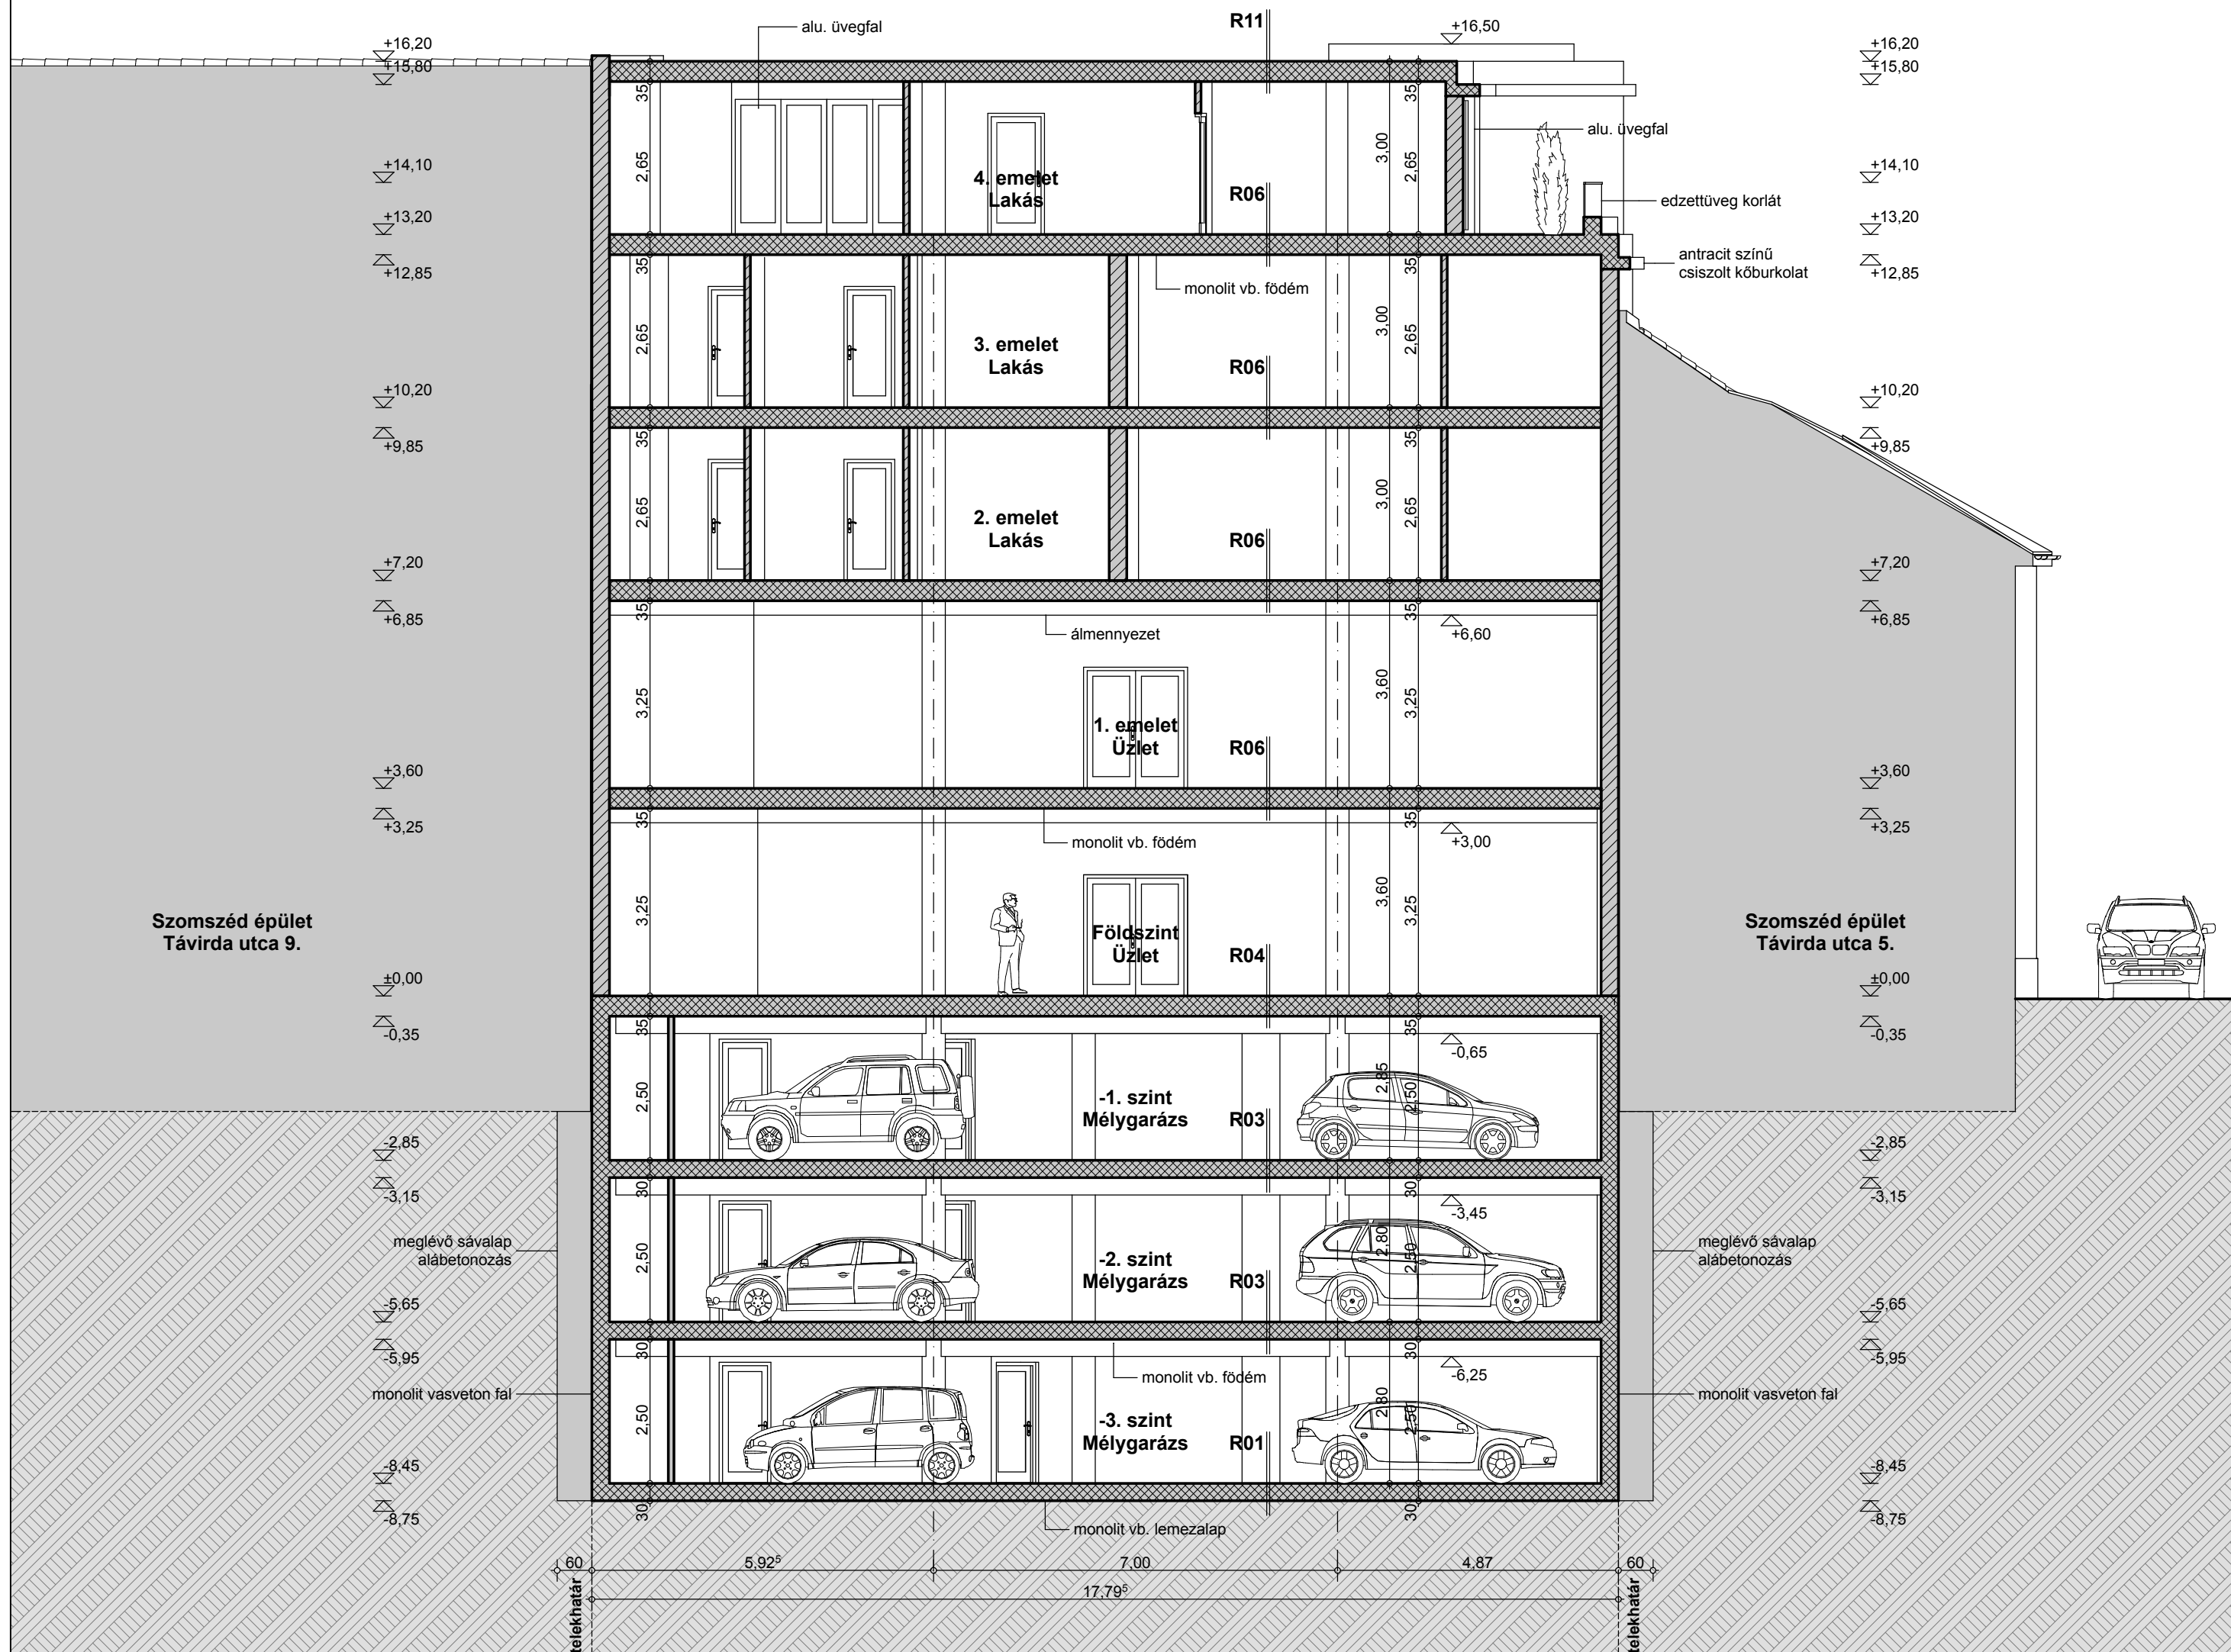 R11
alu. üvegfal
+16,50
+16,20
+15,80
+16,20
+15,80
35
35
alu. üvegfal
2,65
3,00
2,65
+14,10
+14,10
4. emelet
Lakás
R06
edzettüveg korlát
+13,20
+13,20
+12,85
+12,85
antracit színű
csiszolt kőburkolat
35
35
monolit vb. födém
2,65
3,00
2,65
3. emelet
Lakás
R06
+10,20
+10,20
+9,85
+9,85
35
35
2,65
3,00
2,65
2. emelet
Lakás
R06
+7,20
+7,20
+6,85
+6,85
35
35
álmennyezet
+6,60
3,25
3,60
3,25
1. emelet
Üzlet
R06
+3,60
+3,60
+3,25
+3,25
35
35
monolit vb. födém
+3,00
3,25
3,60
3,25
Szomszéd épület
Távirda utca 9.
Földszint
Üzlet
R04
Szomszéd épület
Távirda utca 5.
±0,00
±0,00
-0,35
-0,35
35
35
-0,65
2,50
2,85
2,50
-1. szint
Mélygarázs
R03
-2,85
-2,85
-3,15
-3,15
30
30
-3,45
meglévő sávalap
alábetonozás
2,50
2,80
2,50
-2. szint
Mélygarázs
R03
meglévő sávalap
alábetonozás
-5,65
-5,65
-5,95
-5,95
30
30
monolit vb. födém
-6,25
monolit vasveton fal
monolit vasveton fal
2,50
2,80
2,50
-3. szint
Mélygarázs
R01
-8,45
-8,45
-8,75
-8,75
30
30
monolit vb. lemezalap
60
5,92⁵
7,00
4,87
60
17,79⁵
telekhatár
telekhatár